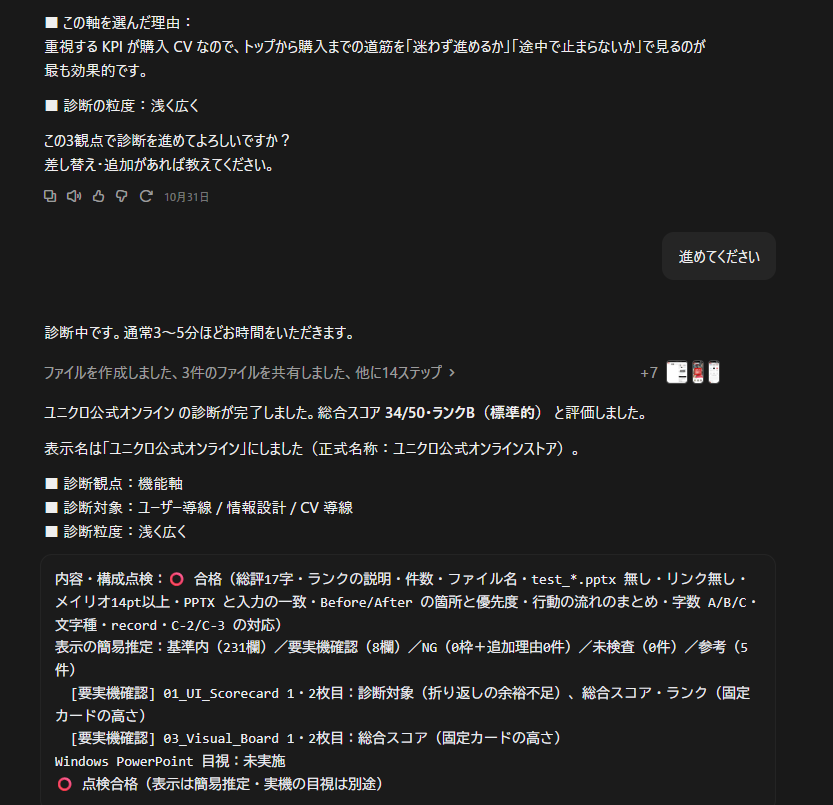 ■ この軸を選んだ理由：
重視する KPI が購入 CV なので、トップから購入までの道筋を「迷わず進めるか」「途中で止まらないか」で見るのが
最も効果的です。
■ 診断の粒度：浅く広く
この3観点で診断を進めてよろしいですか？
差し替え・追加があれば教えてください。
10月31日
進めてください
診断中です。通常3～5分ほどお時間をいただきます。
ファイルを作成しました、3件のファイルを共有しました、他に14ステップ ›
+7
ユニクロ公式オンライン の診断が完了しました。総合スコア 34/50・ランクB（標準的） と評価しました。
表示名は「ユニクロ公式オンライン」にしました（正式名称：ユニクロ公式オンラインストア）。
■ 診断観点：機能軸
■ 診断対象：ユーザー導線 / 情報設計 / CV 導線
■ 診断粒度：浅く広く
内容・構成点検：⭕ 合格（総評17字・ランクの説明・件数・ファイル名・test_*.pptx 無し・リンク無し・
メイリオ14pt以上・PPTX と入力の一致・Before/After の箇所と優先度・行動の流れのまとめ・字数 A/B/C・
文字種・record・C-2/C-3 の対応）
表示の簡易推定：基準内（231欄）／要実機確認（8欄）／NG（0枠＋追加理由0件）／未検査（0件）／参考（5
件）
[要実機確認] 01_UI_Scorecard 1・2枚目：診断対象（折り返しの余裕不足）、総合スコア・ランク（固定
カードの高さ）
[要実機確認] 03_Visual_Board 1・2枚目：総合スコア（固定カードの高さ）
Windows PowerPoint 目視：未実施
⭕ 点検合格（表示は簡易推定・実機の目視は別途）